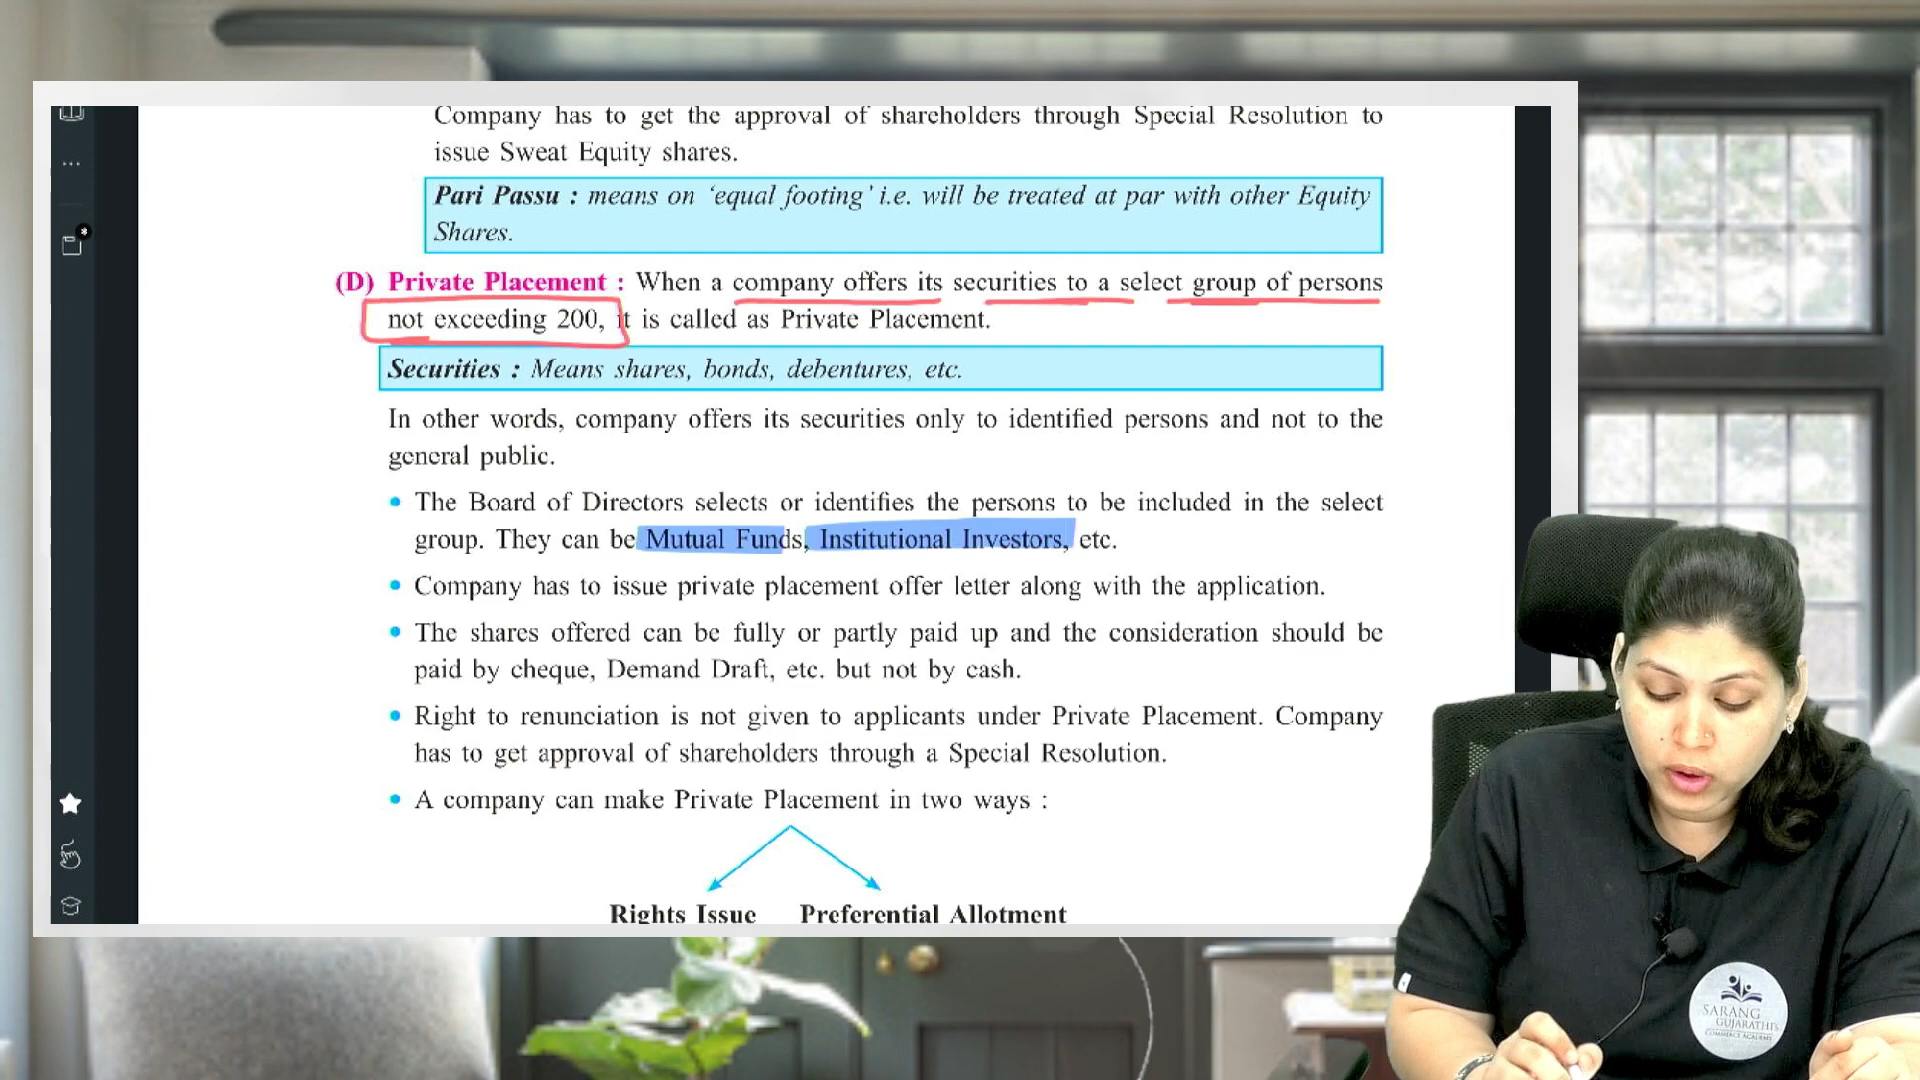 Company has to get the approval of shareholders through Special Resolution to
issue Sweat Equity shares.
Pari Passu : means on ‘equal footing’ i.e. will be treated at par with other Equity
Shares.
(D) Private Placement : When a company offers its securities to a select group of persons
not exceeding 200, it is called as Private Placement.
Securities : Means shares, bonds, debentures, etc.
In other words, company offers its securities only to identified persons and not to the
general public.
• The Board of Directors selects or identifies the persons to be included in the select
group. They can be Mutual Funds, Institutional Investors, etc.
• Company has to issue private placement offer letter along with the application.
• The shares offered can be fully or partly paid up and the consideration should be
paid by cheque, Demand Draft, etc. but not by cash.
• Right to renunciation is not given to applicants under Private Placement. Company
has to get approval of shareholders through a Special Resolution.
• A company can make Private Placement in two ways :
Rights Issue Preferential Allotment
SARANG
GUJARATHI'S
COMMERCE ACADEMY